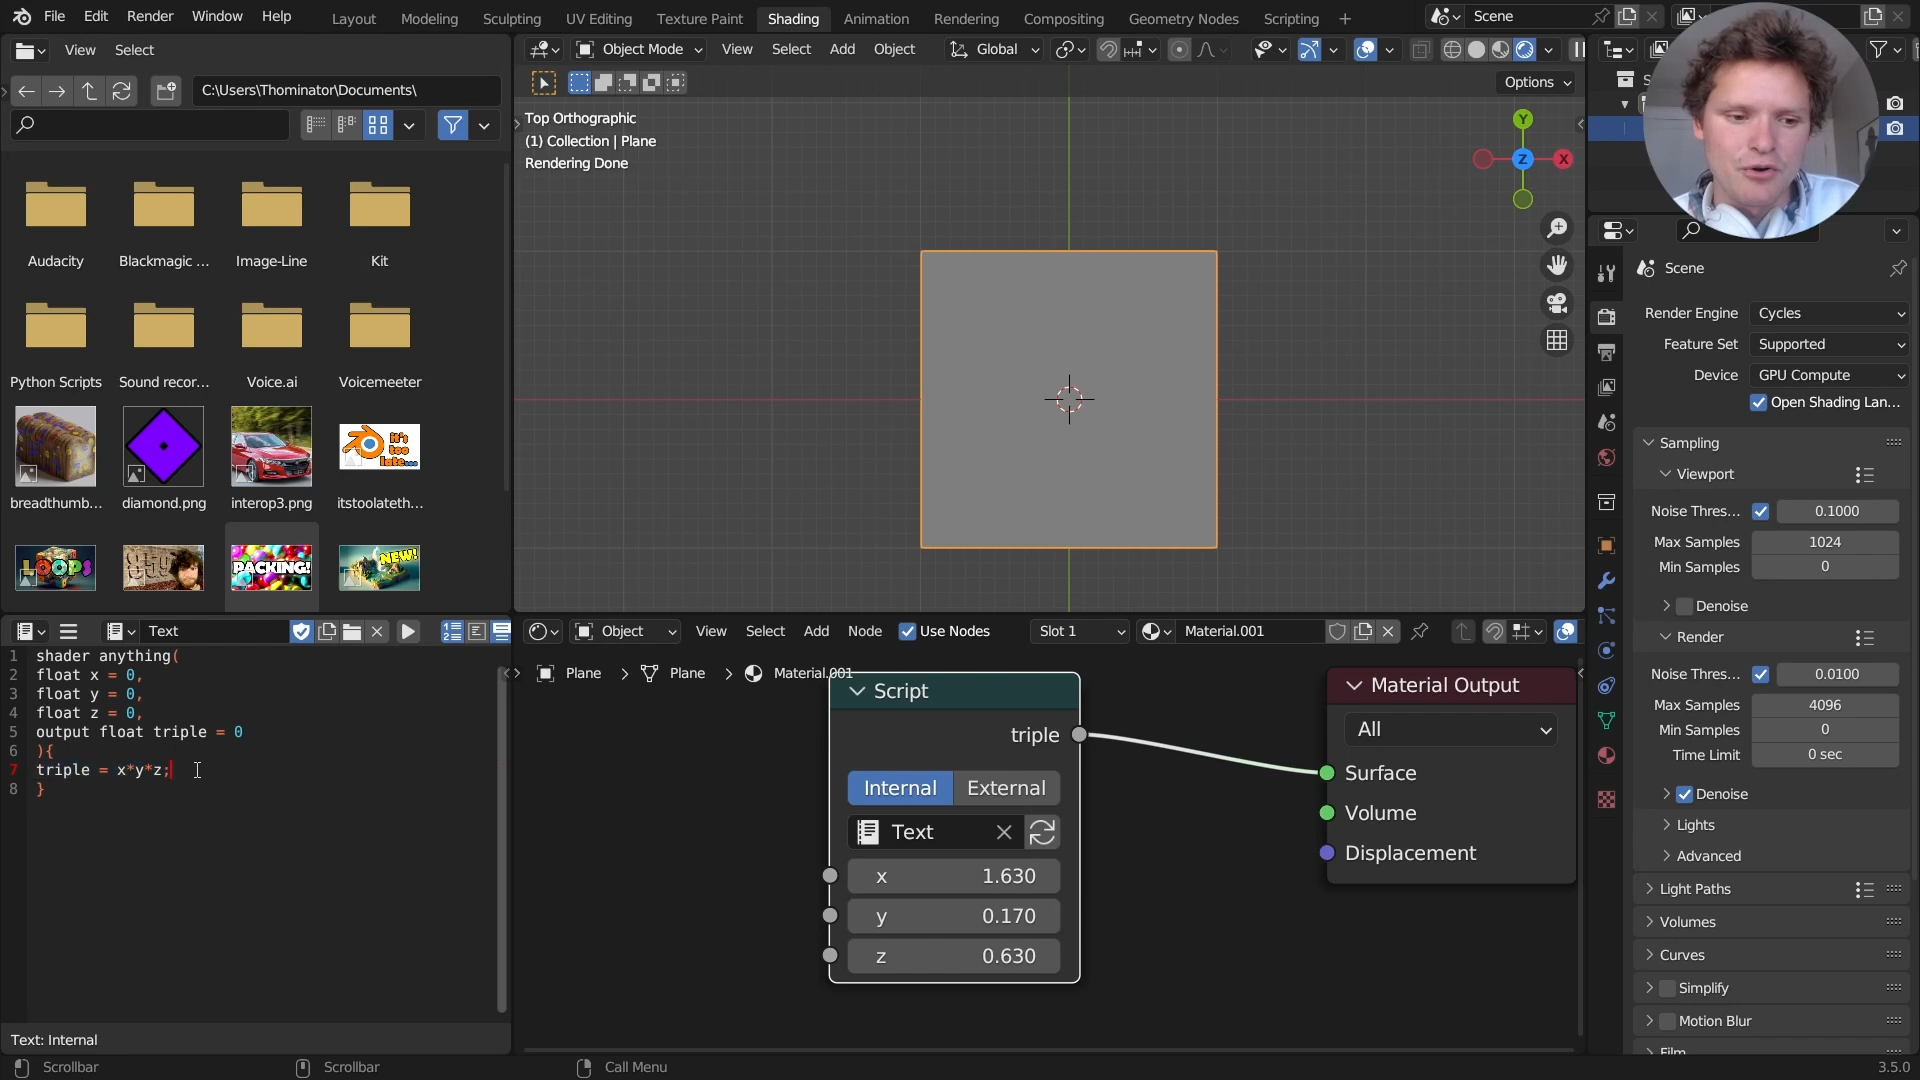 File Edit Render Window Help
Layout Modeling Sculpting UV Editing Texture Paint Shading Animation Rendering Compositing Geometry Nodes Scripting
Scene
View Select
Object Mode View Select Add Object Global
C:\Users\Thominator\Documents\
Options
Top Orthographic
(1) Collection | Plane
Rendering Done
Y
Z
X
Audacity Blackmagic ... Image-Line Kit
Python Scripts Sound recor... Voice.ai Voicemeeter
it's too late...
breadthumb... diamond.png interop3.png itstoolateth...
LOOPS
PACKING!
NEW!
Scene
Render Engine Cycles
Feature Set Supported
Device GPU Compute
Open Shading Lan...
Sampling
Viewport
Noise Thres... 0.1000
Max Samples 1024
Min Samples 0
Denoise
Render
Noise Thres... 0.0100
Max Samples 4096
Min Samples 0
Time Limit 0 sec
Denoise
Lights
Advanced
Light Paths
Volumes
Curves
Simplify
Motion Blur
Film
Text
1 shader anything(
2 float x = 0,
3 float y = 0,
4 float z = 0,
5 output float triple = 0
6 ){
7 triple = x*y*z;
8 }
Text: Internal
Object View Select Add Node Use Nodes Slot 1 Material.001
Plane Plane Material.001
Script
triple
Internal External
Text
x 1.630
y 0.170
z 0.630
Material Output
All
Surface
Volume
Displacement
Scrollbar Scrollbar Call Menu 3.5.0